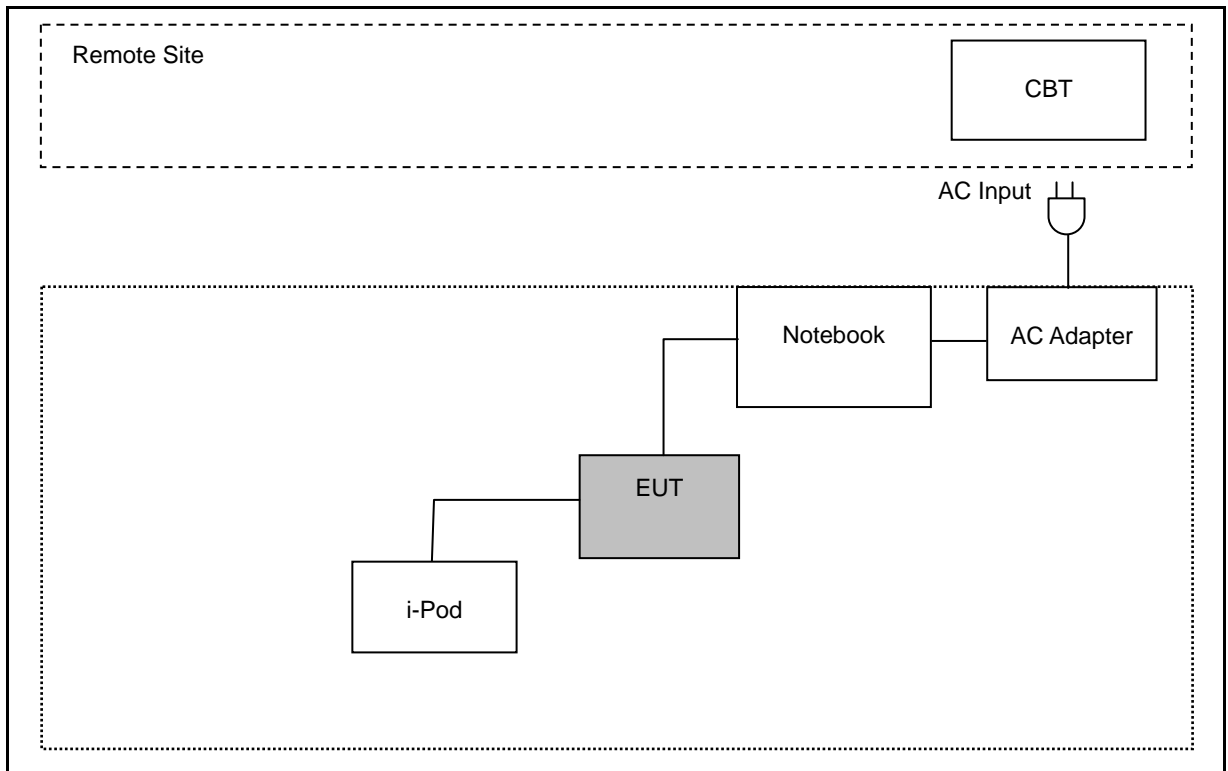 Remote Site
CBT
AC Input
Notebook
AC Adapter
EUT
i-Pod